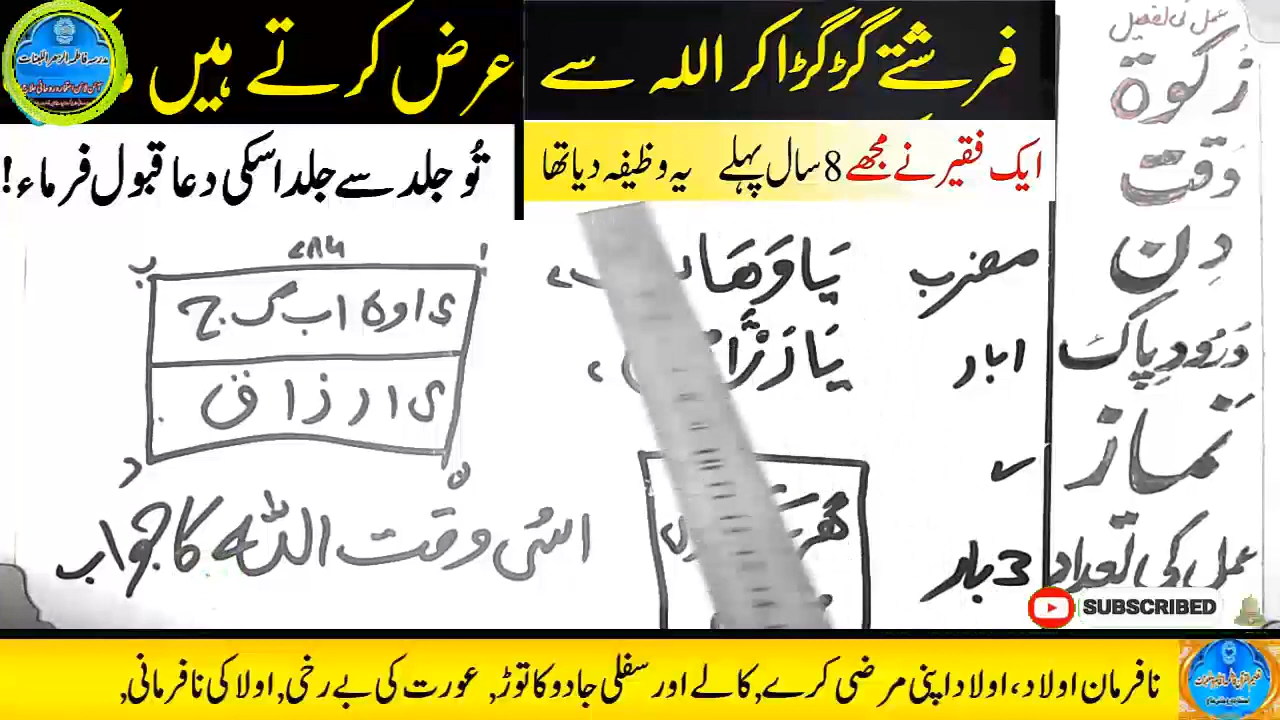 فرشتے گڑگڑا کر اللہ سے عرض کرتے ہیں
ایک فقیر نے مجھے 8 سال پہلے یہ وظیفہ دیا تھا
تُو جلد سے جلد اسکی دعا قبول فرماء!
عمل کی تفصیل
زکوۃ
وقت
دن
درود پاک
نماز
عمل کی تعداد
مغرب
ابار
3 بار
یَا وَھَا
یَا رَزَّا
۷۸۶
ا
ب
ی ا و ہ ا ب ک ج
ی ا ر ز ا ق
د
اسی وقت اللہ کا جواب
SUBSCRIBED
نافرمان اولاد، اولاد اپنی مرضی کرے, کالے اور سفلی جادو کا توڑ, عورت کی بے رخی, اولا کی نافرمانی,